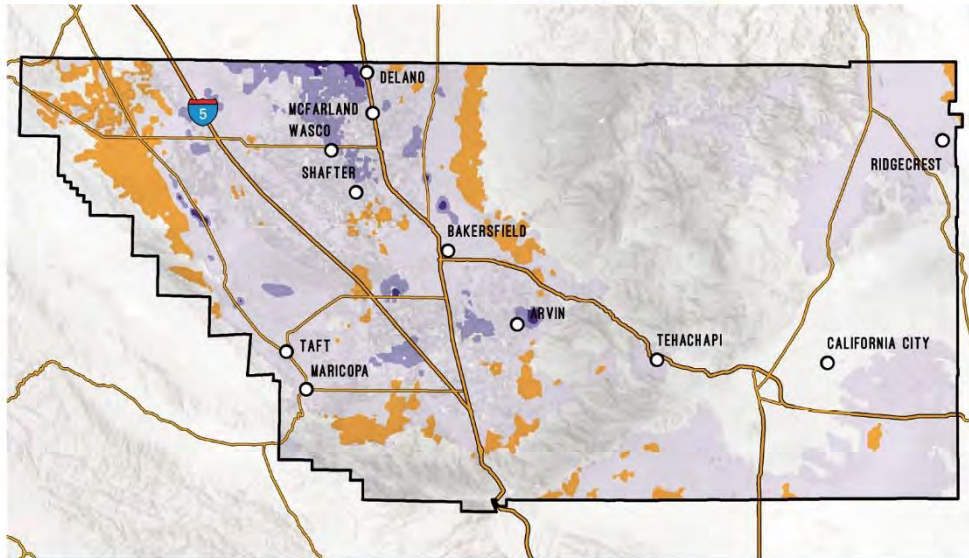 DELANO
MCFARLAND
5
WASCO
SHAFTER
RIDGECREST
BAKERSFIELD
ARVIN
TAFT
TEHACHAPI
CALIFORNIA CITY
MARICOPA